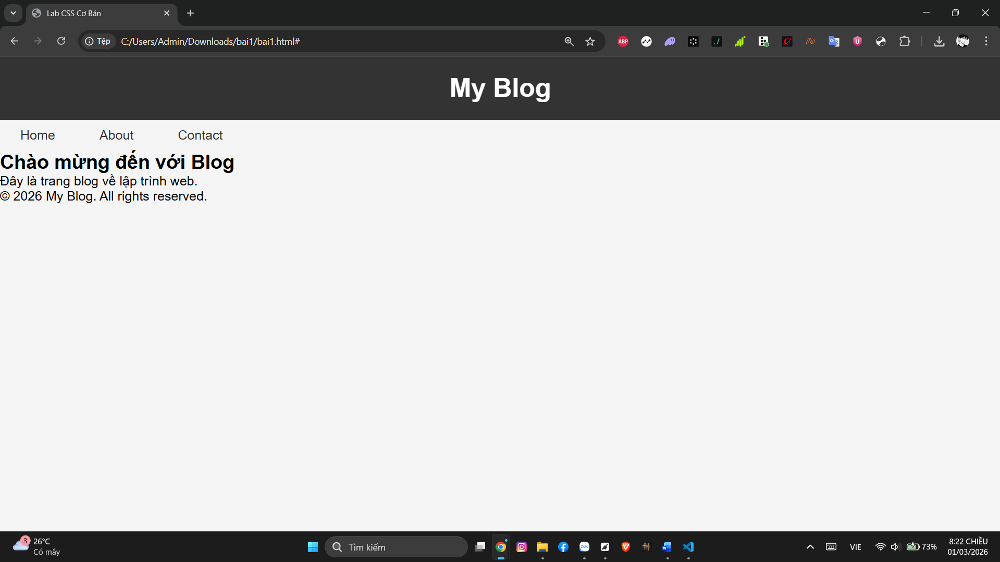 Lab CSS Cơ Bản
Tệp
C:/Users/Admin/Downloads/bai1/bai1.html#
ABP
My Blog
Home About Contact
Chào mừng đến với Blog
Đây là trang blog về lập trình web.
© 2026 My Blog. All rights reserved.
3
26°C
Có mây
Tìm kiếm
Zalo
VIE
73%
8:22 CHIỀU
01/03/2026